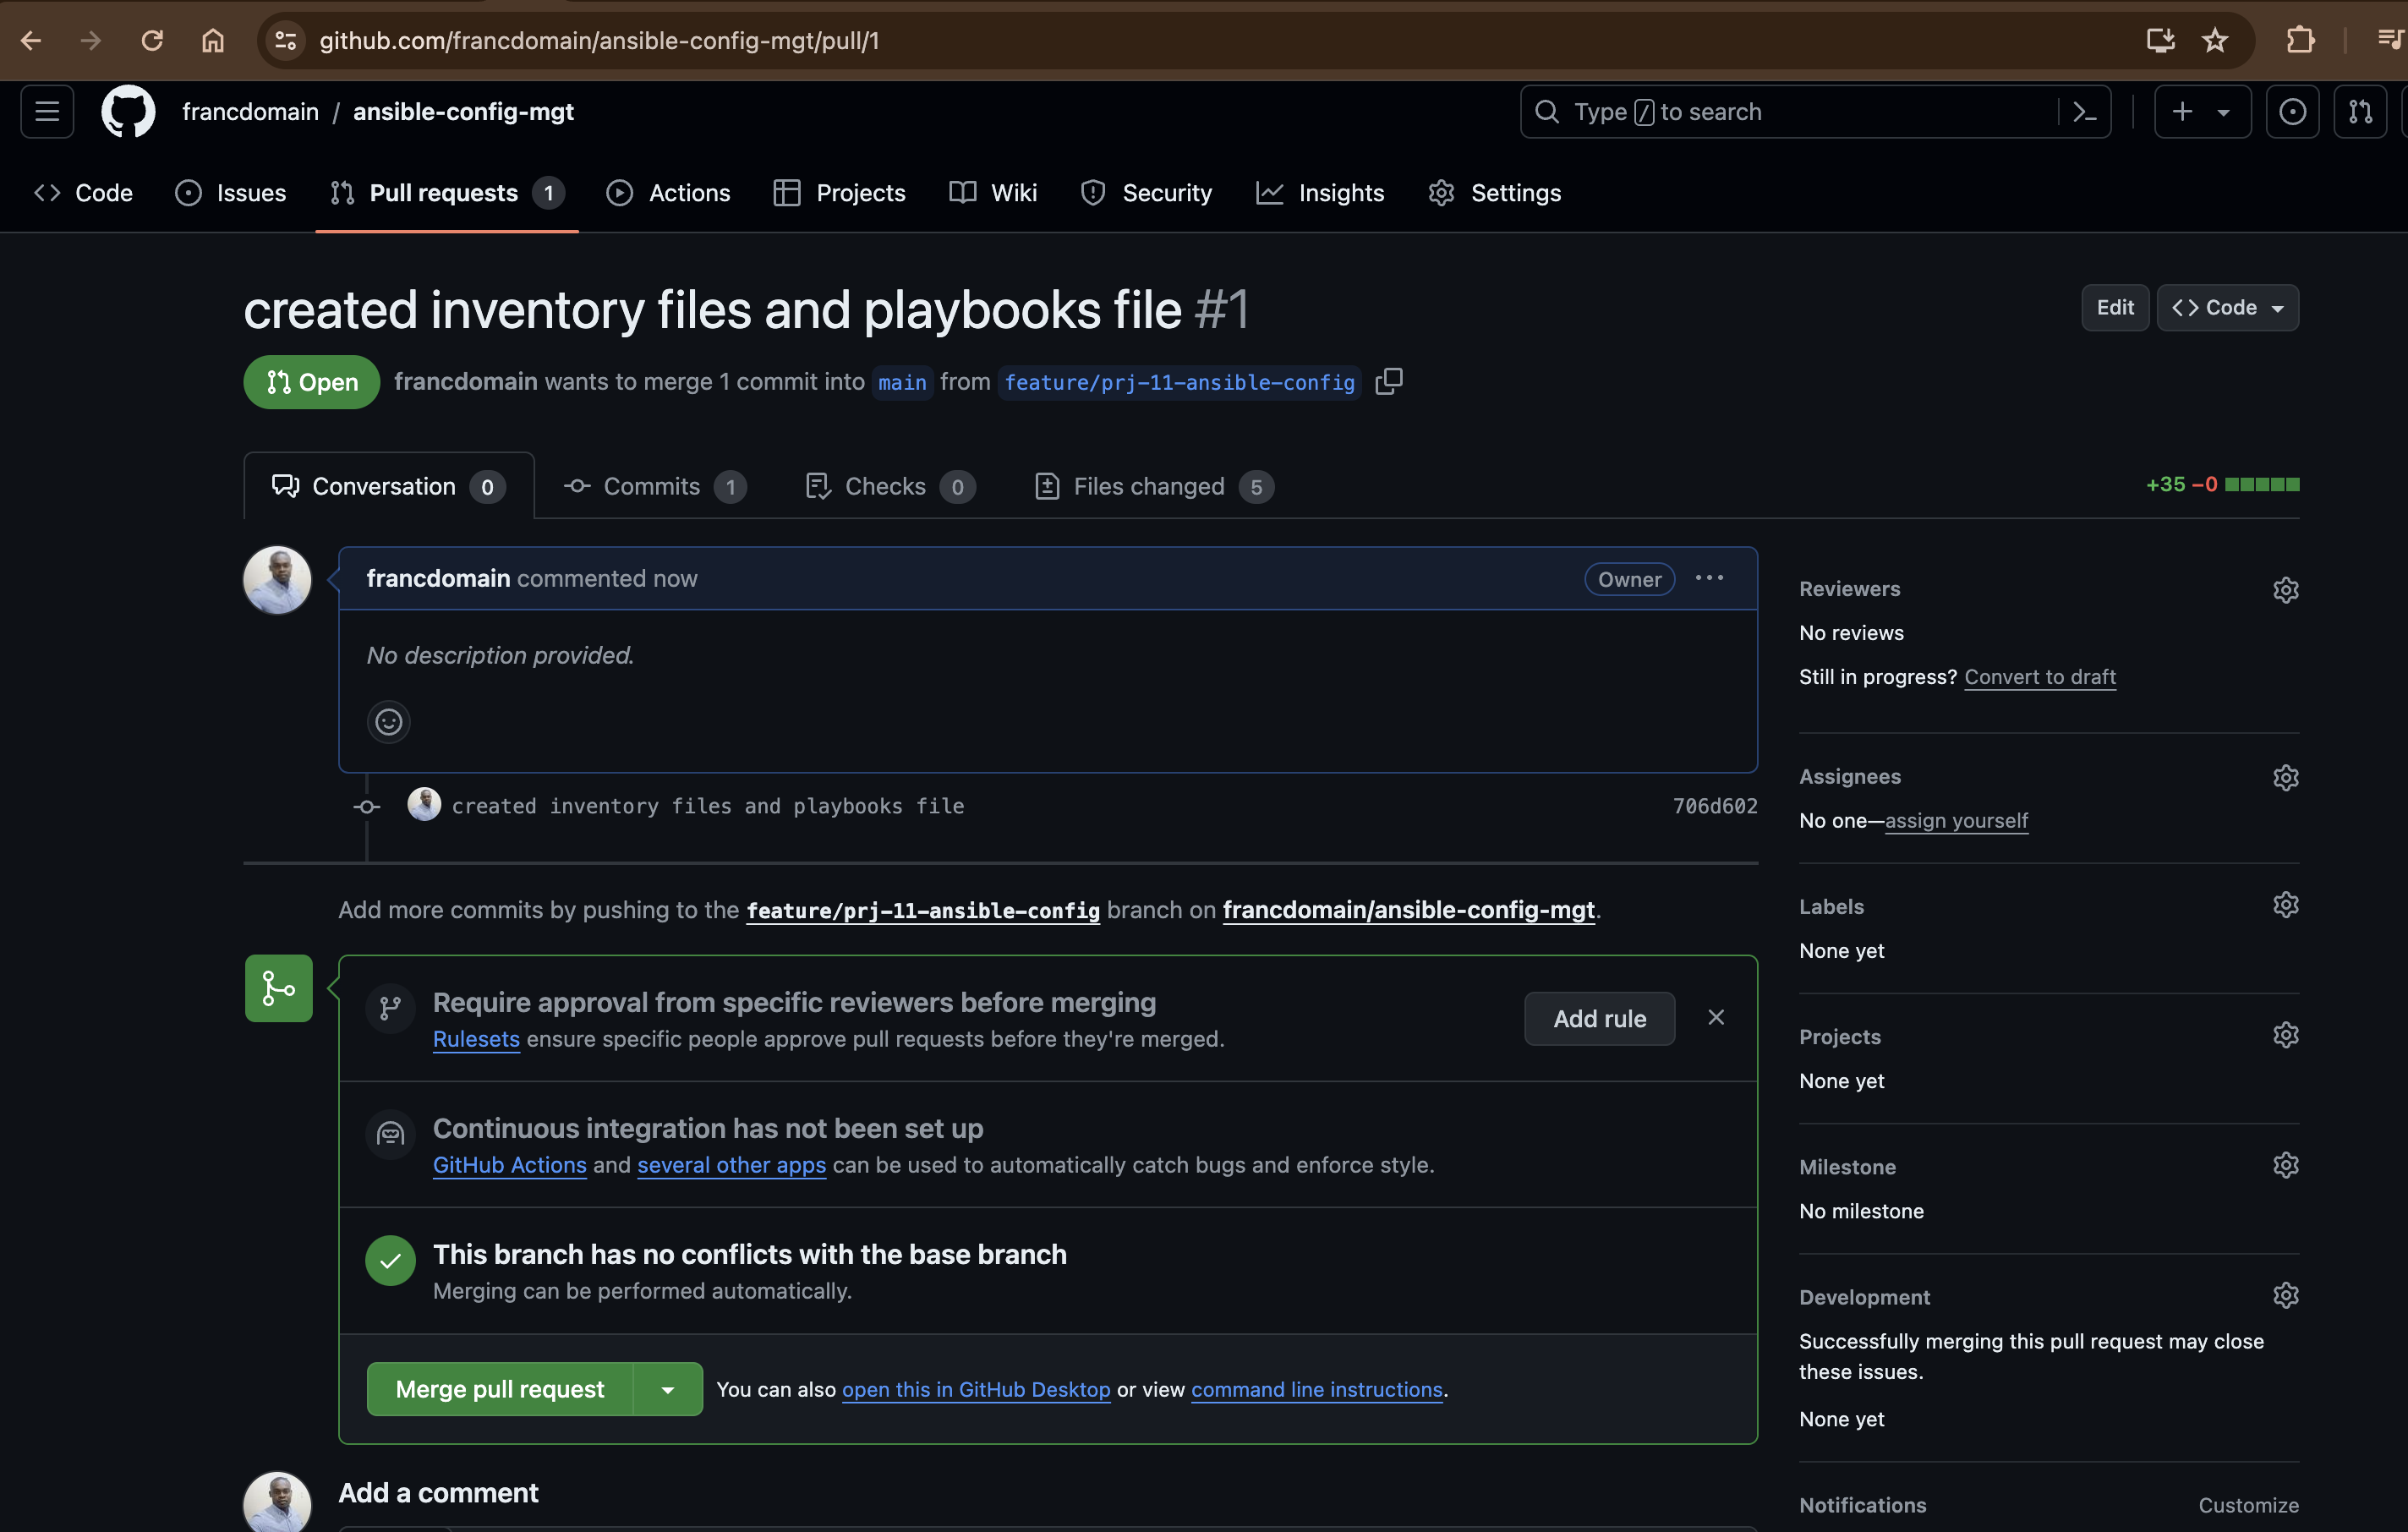 github.com/francdomain/ansible-config-mgt/pull/1
francdomain / ansible-config-mgt
Type / to search
Code Issues Pull requests 1 Actions Projects Wiki Security Insights Settings
created inventory files and playbooks file #1
Edit Code
Open francdomain wants to merge 1 commit into main from feature/prj-11-ansible-config
Conversation 0 Commits 1 Checks 0 Files changed 5
+35 −0
francdomain commented now
Owner
No description provided.
created inventory files and playbooks file 706d602
Add more commits by pushing to the feature/prj-11-ansible-config branch on francdomain/ansible-config-mgt.
Require approval from specific reviewers before merging
Rulesets ensure specific people approve pull requests before they're merged.
Add rule
Continuous integration has not been set up
GitHub Actions and several other apps can be used to automatically catch bugs and enforce style.
This branch has no conflicts with the base branch
Merging can be performed automatically.
Merge pull request You can also open this in GitHub Desktop or view command line instructions.
Add a comment
Reviewers
No reviews
Still in progress? Convert to draft
Assignees
No one—assign yourself
Labels
None yet
Projects
None yet
Milestone
No milestone
Development
Successfully merging this pull request may close
these issues.
None yet
Notifications Customize